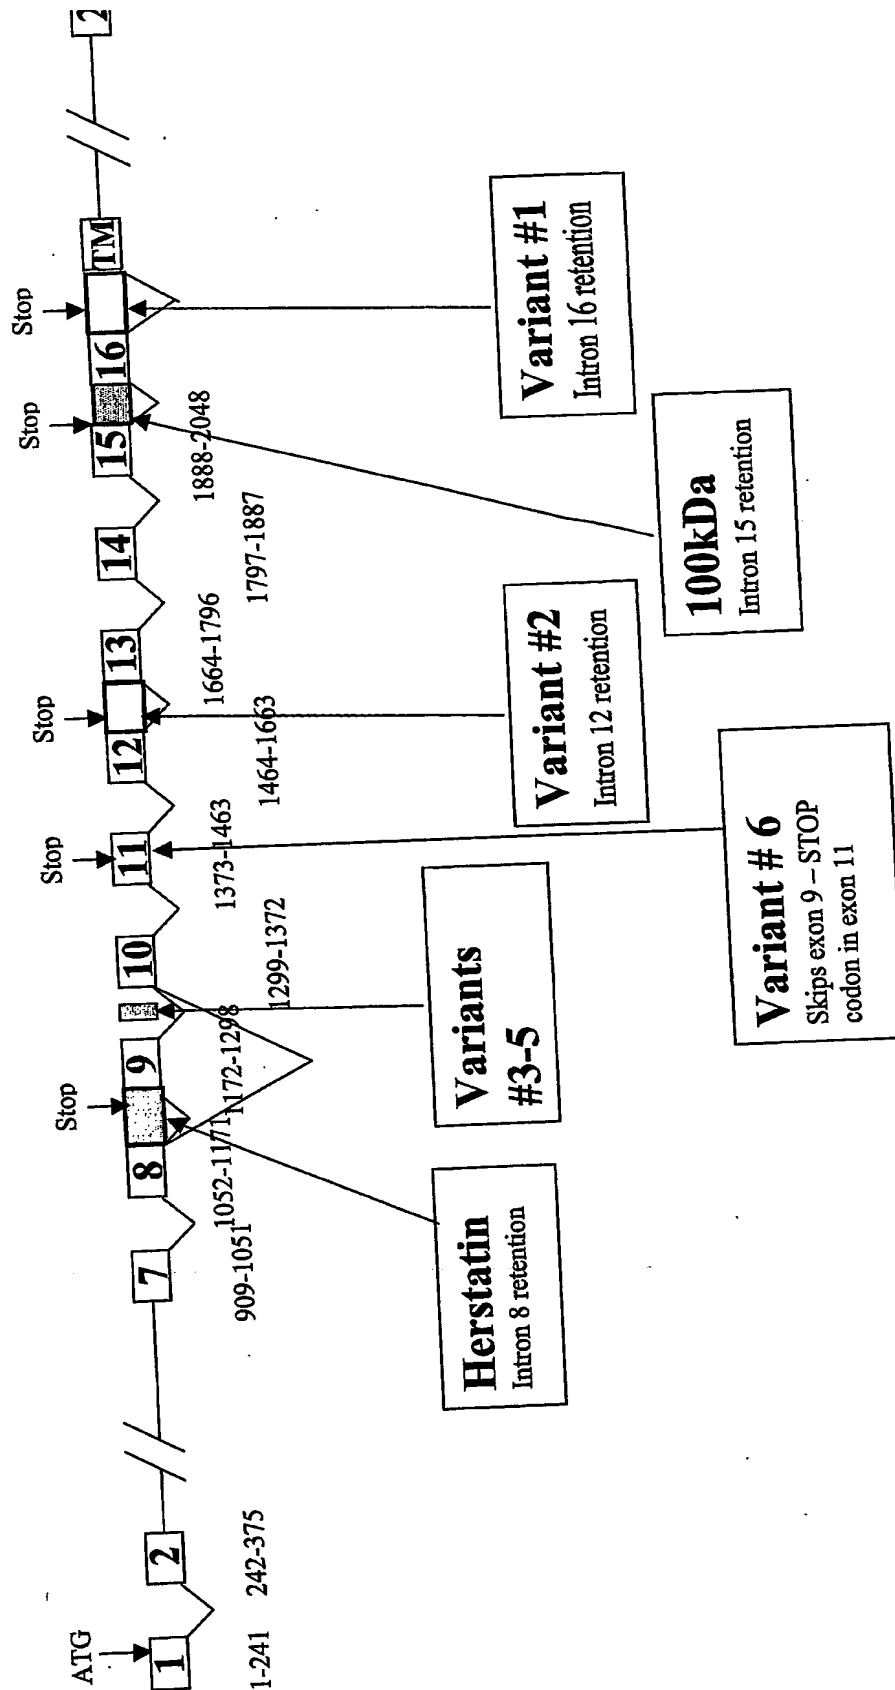 ATG
Stop
Stop
Stop
Stop
Stop
1
2
7
8
9
10
11
12
13
14
15
16
TM
2
1-241
242-375
909-1051
1052-1171
1172-1298
1299-1372
1373-1463
1464-1663
1664-1796
1797-1887
1888-2048
Herstatin
Intron 8 retention
Variants
#3-5
Variant # 6
Skips exon 9 – STOP
codon in exon 11
Variant #2
Intron 12 retention
100kDa
Intron 15 retention
Variant #1
Intron 16 retention